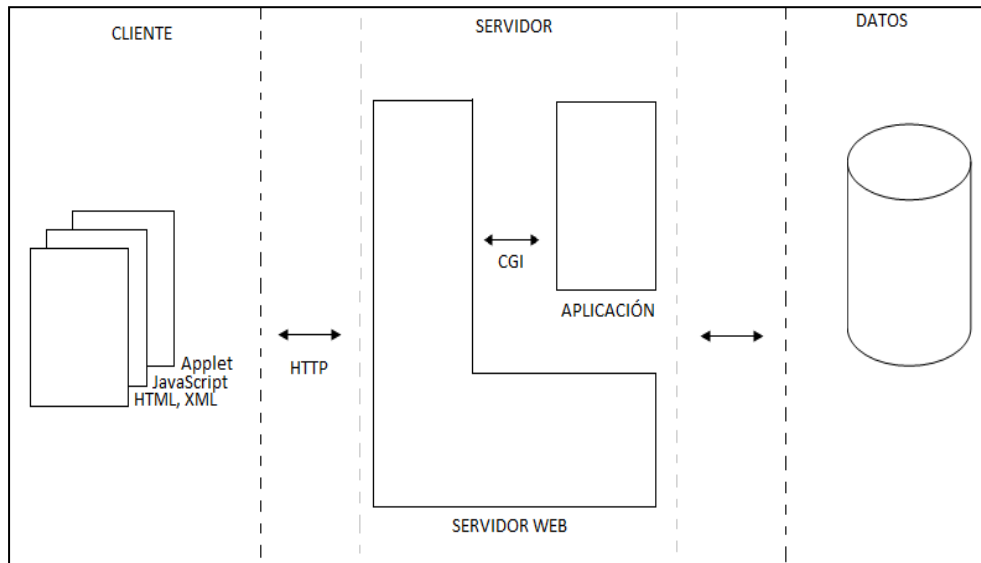 CLIENTE
SERVIDOR
DATOS
CGI
APLICACIÓN
HTTP
Applet
JavaScript
HTML, XML
SERVIDOR WEB